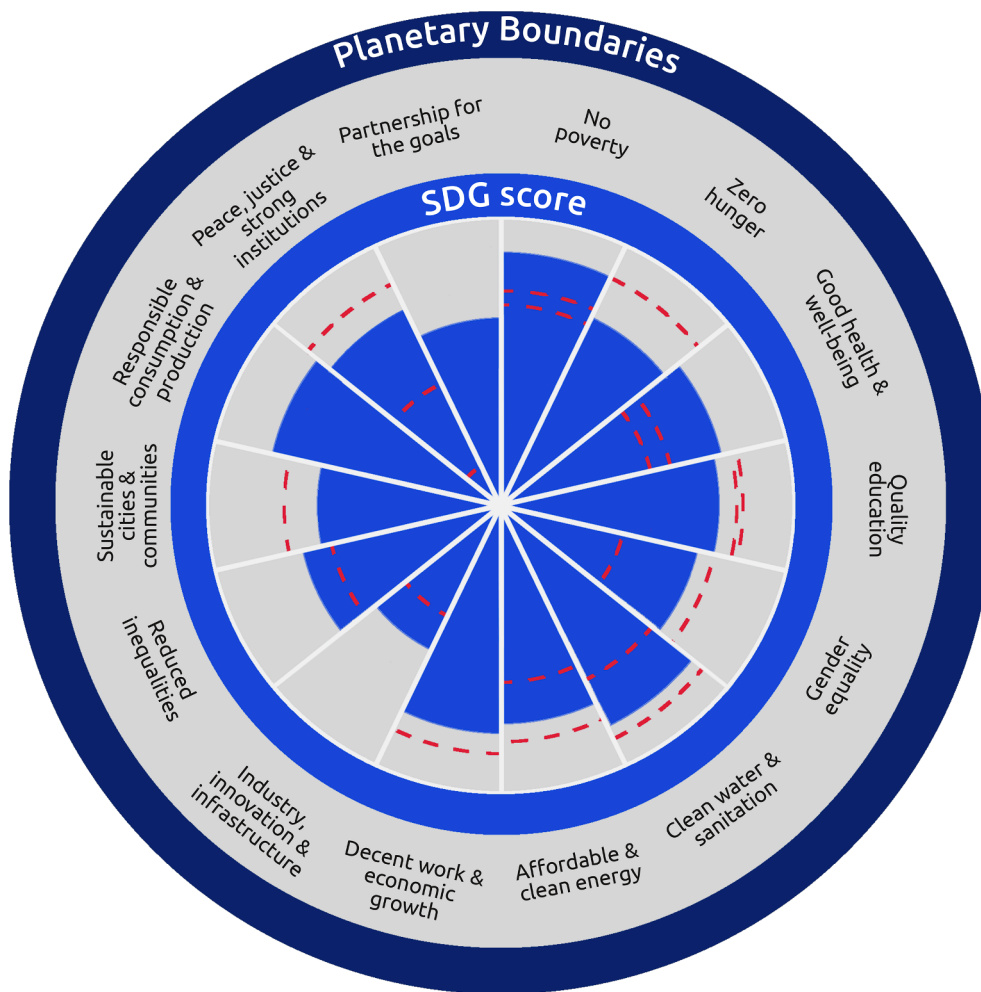 Planetary Boundaries
SDG score
No
poverty
Zero
hunger
Good health &
well-being
Quality
education
Gender
equality
Clean water &
sanitation
Affordable &
clean energy
Decent work &
economic
growth
Industry,
innovation &
infrastructure
Reduced
inequalities
Sustainable
cities &
communities
Responsible
consumption &
production
Peace, justice &
strong
institutions
Partnership for
the goals